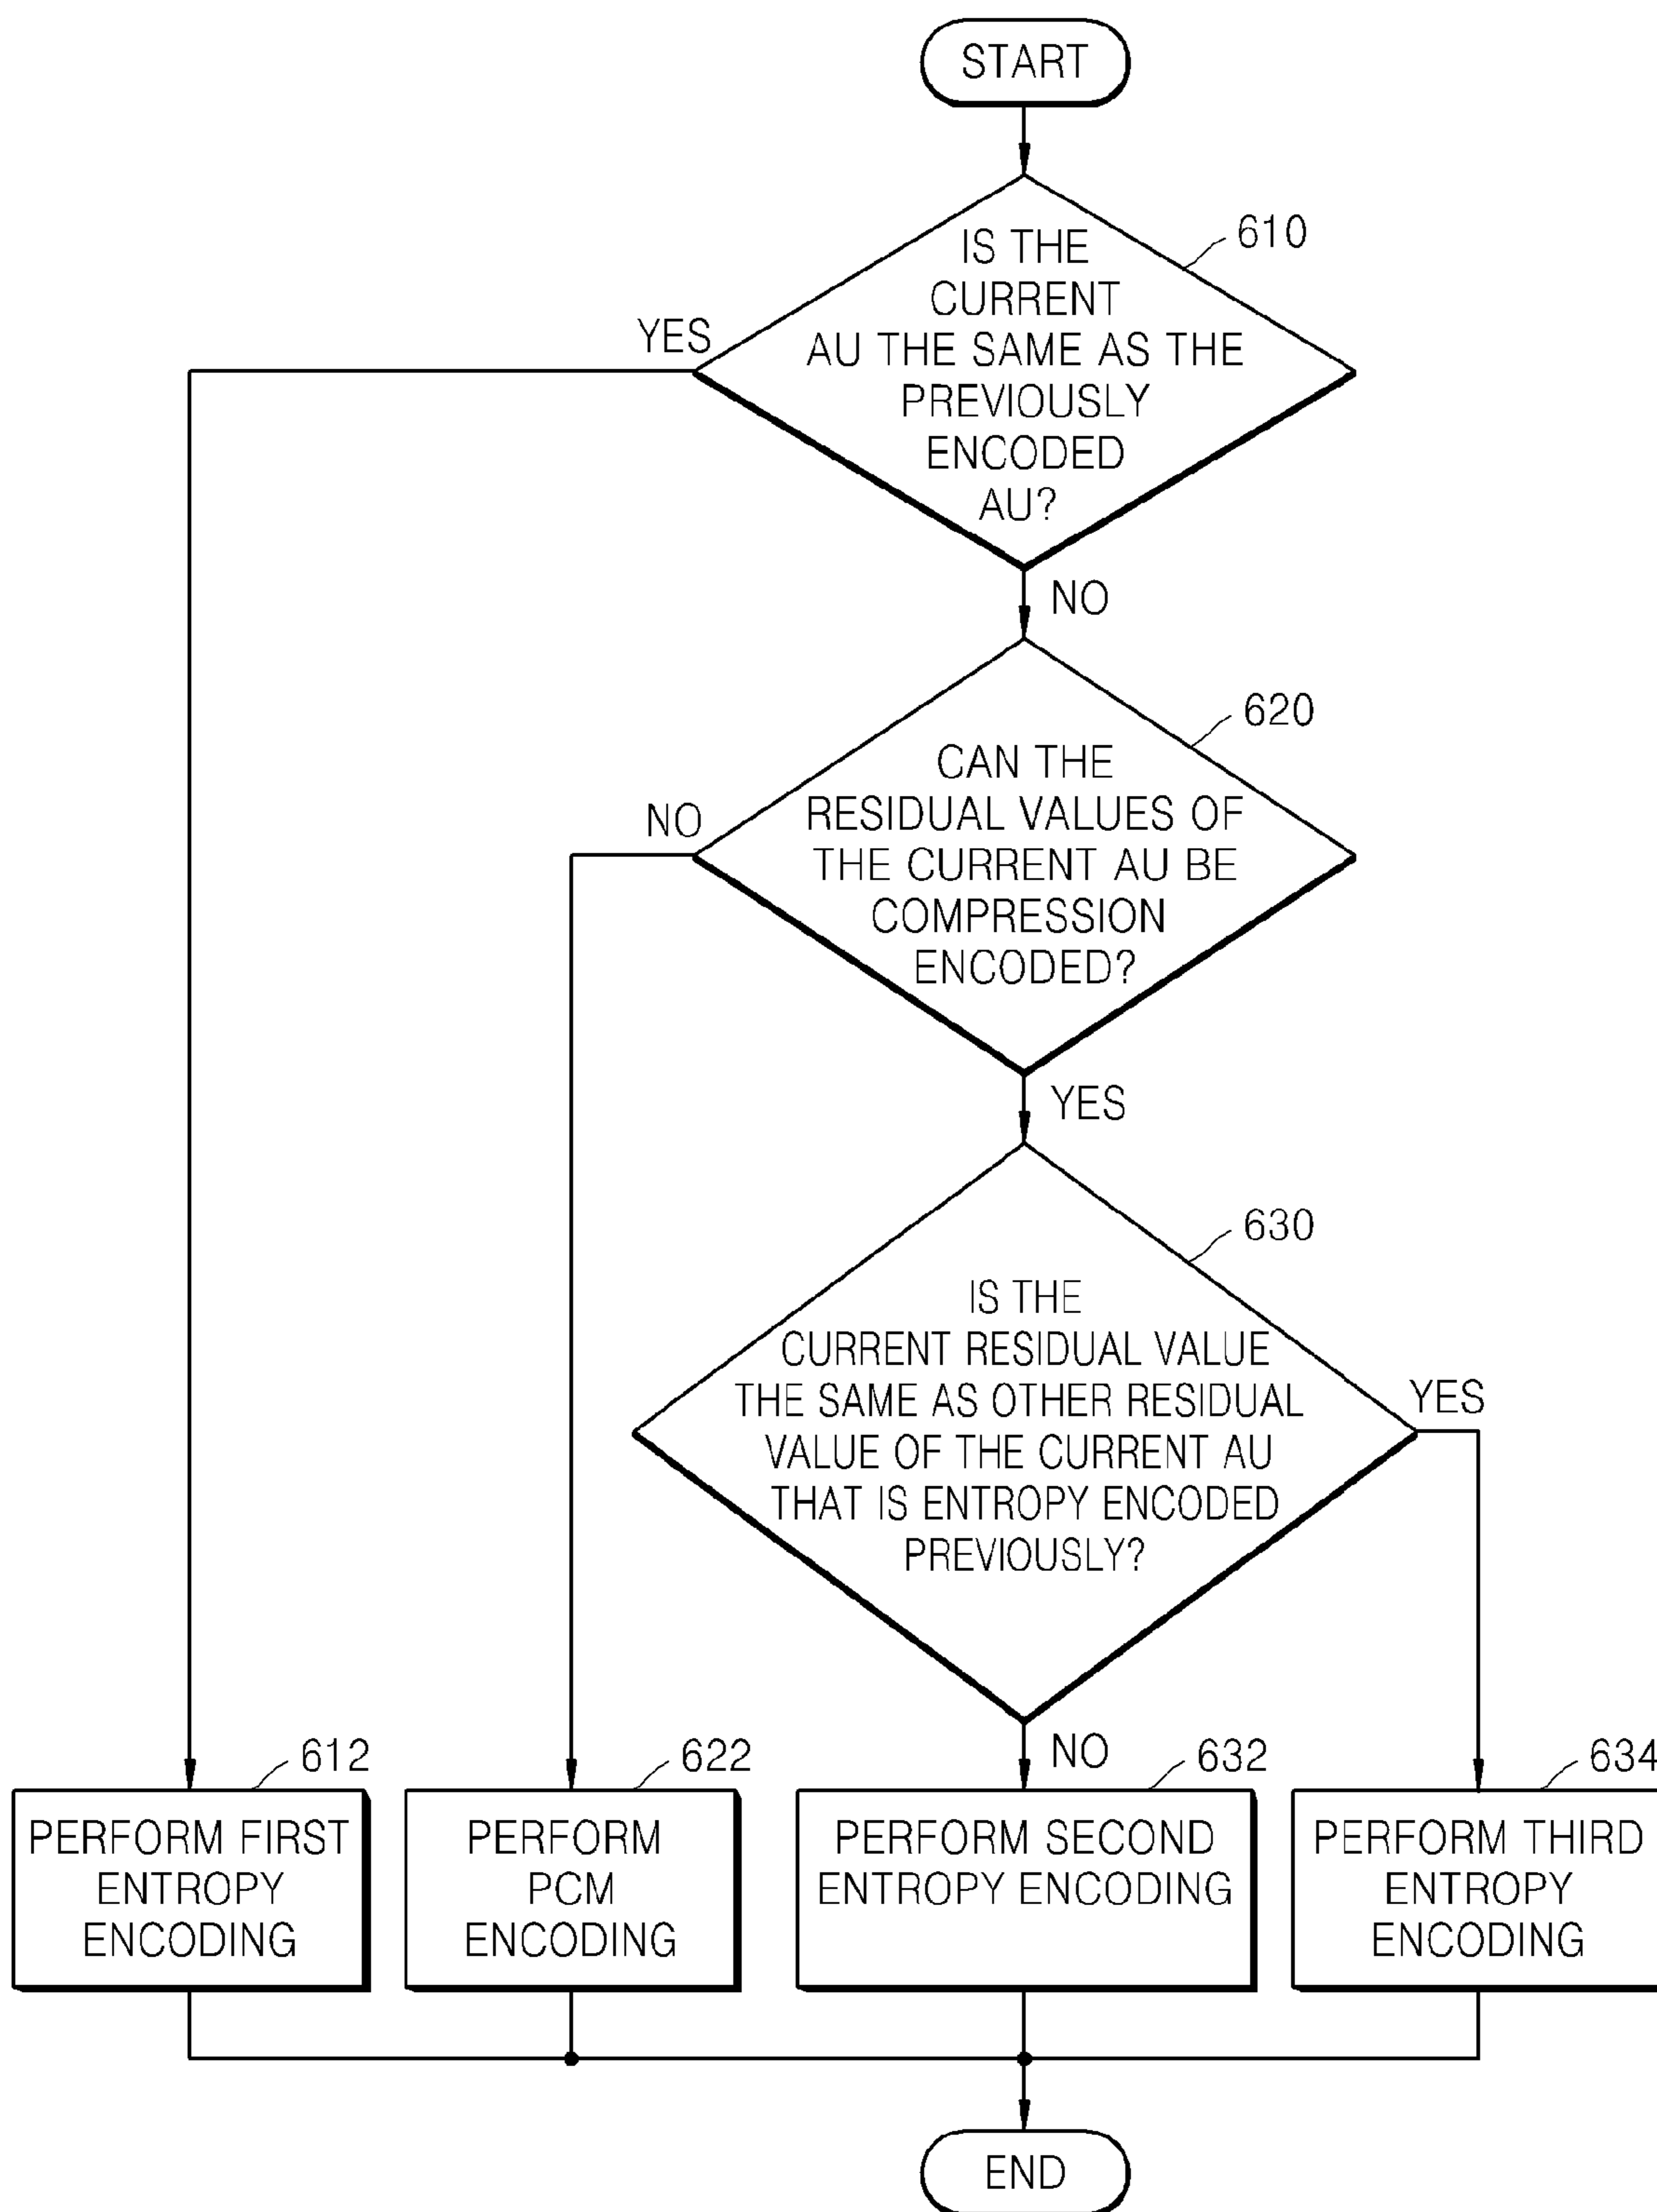 START
610
IS THE
CURRENT
AU THE SAME AS THE
PREVIOUSLY
ENCODED
AU?
YES
NO
620
CAN THE
RESIDUAL VALUES OF
THE CURRENT AU BE
COMPRESSION
ENCODED?
NO
YES
630
IS THE
CURRENT RESIDUAL VALUE
THE SAME AS OTHER RESIDUAL
VALUE OF THE CURRENT AU
THAT IS ENTROPY ENCODED
PREVIOUSLY?
YES
NO
612
PERFORM FIRST
ENTROPY
ENCODING
622
PERFORM
PCM
ENCODING
632
PERFORM SECOND
ENTROPY ENCODING
634
PERFORM THIRD
ENTROPY
ENCODING
END